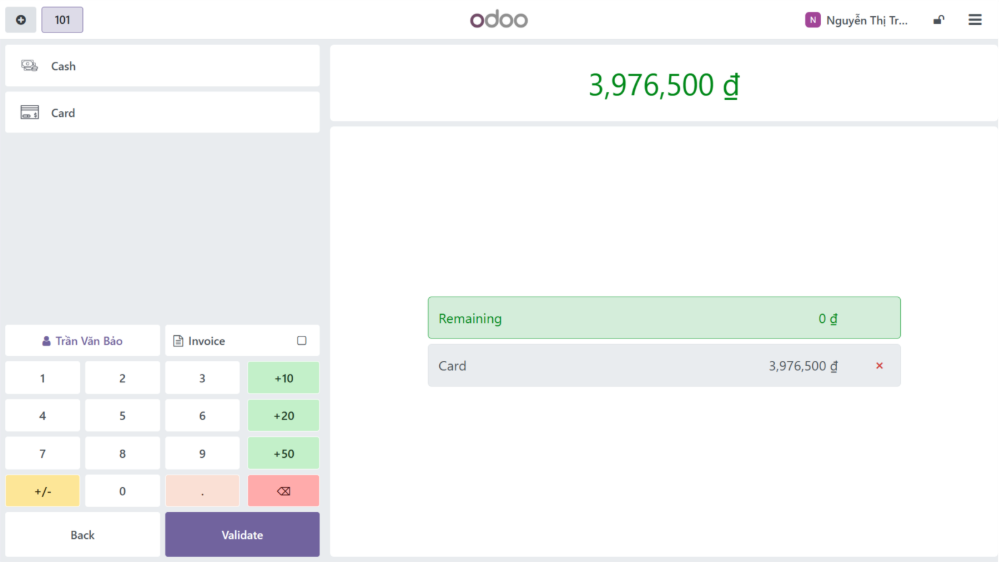 101
odoo
N Nguyễn Thị Tr...
Cash
Card
3,976,500 ₫
Remaining 0 ₫
Card 3,976,500 ₫ ×
Trần Văn Bảo
Invoice
1 2 3 +10
4 5 6 +20
7 8 9 +50
+/- 0 .
Back
Validate